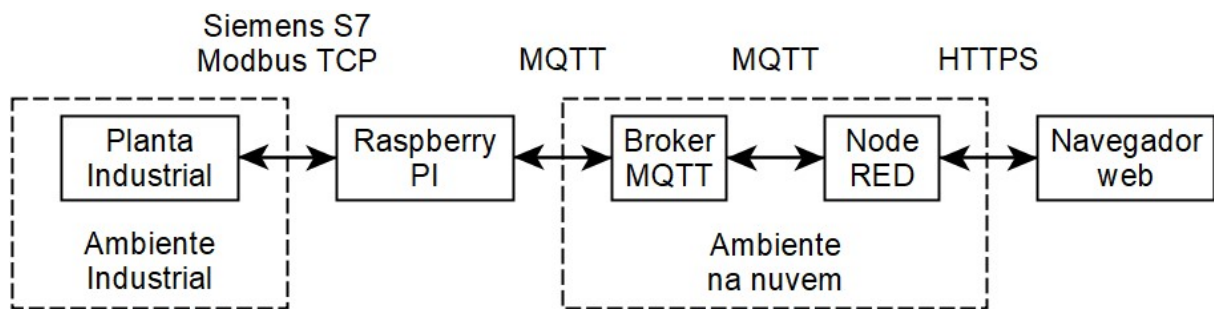 Siemens S7
Modbus TCP
MQTT
MQTT
HTTPS
Planta
Industrial
Raspberry
PI
Broker
MQTT
Node
RED
Navegador
web
Ambiente
Industrial
Ambiente
na nuvem